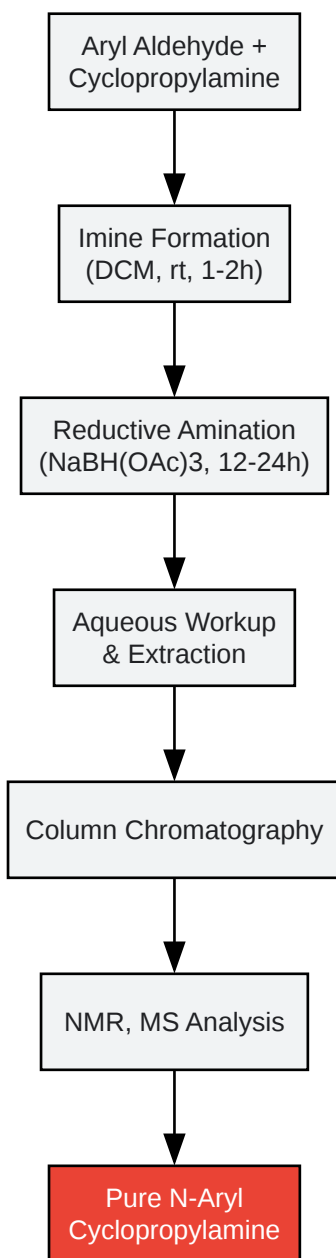 Aryl Aldehyde +
Cyclopropylamine
Imine Formation
(DCM, rt, 1-2h)
Reductive Amination
(NaBH(OAc)3, 12-24h)
Aqueous Workup
& Extraction
Column Chromatography
NMR, MS Analysis
Pure N-Aryl
Cyclopropylamine